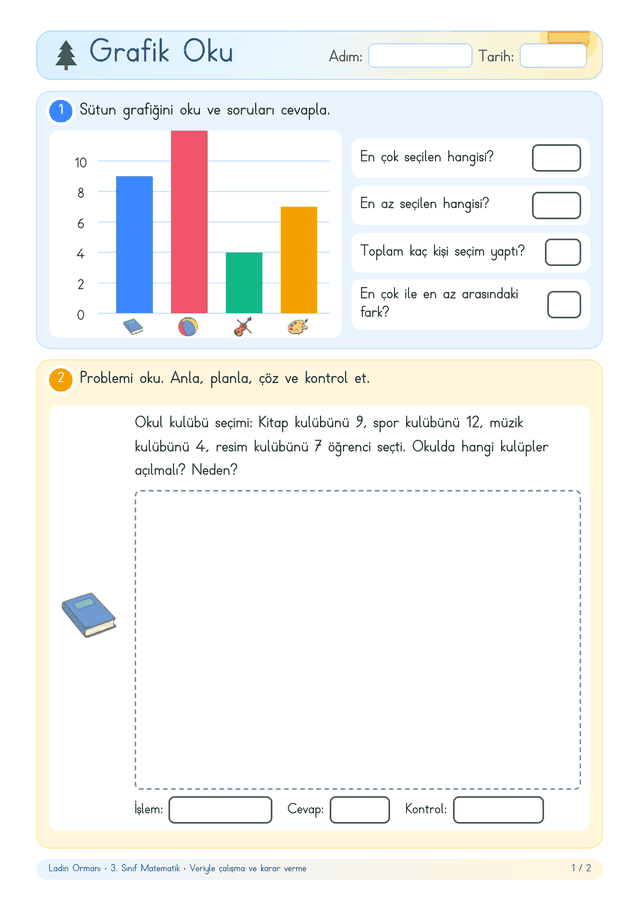 Grafik Oku
Adım:
Tarih:
1 Sütun grafiğini oku ve soruları cevapla.
10
8
6
4
2
0
En çok seçilen hangisi?
En az seçilen hangisi?
Toplam kaç kişi seçim yaptı?
En çok ile en az arasındaki
fark?
2 Problemi oku. Anla, planla, çöz ve kontrol et.
Okul kulübü seçimi: Kitap kulübünü 9, spor kulübünü 12, müzik
kulübünü 4, resim kulübünü 7 öğrenci seçti. Okulda hangi kulüpler
açılmalı? Neden?
İşlem:
Cevap:
Kontrol:
Ladin Ormanı • 3. Sınıf Matematik • Veriyle çalışma ve karar verme
1 / 2